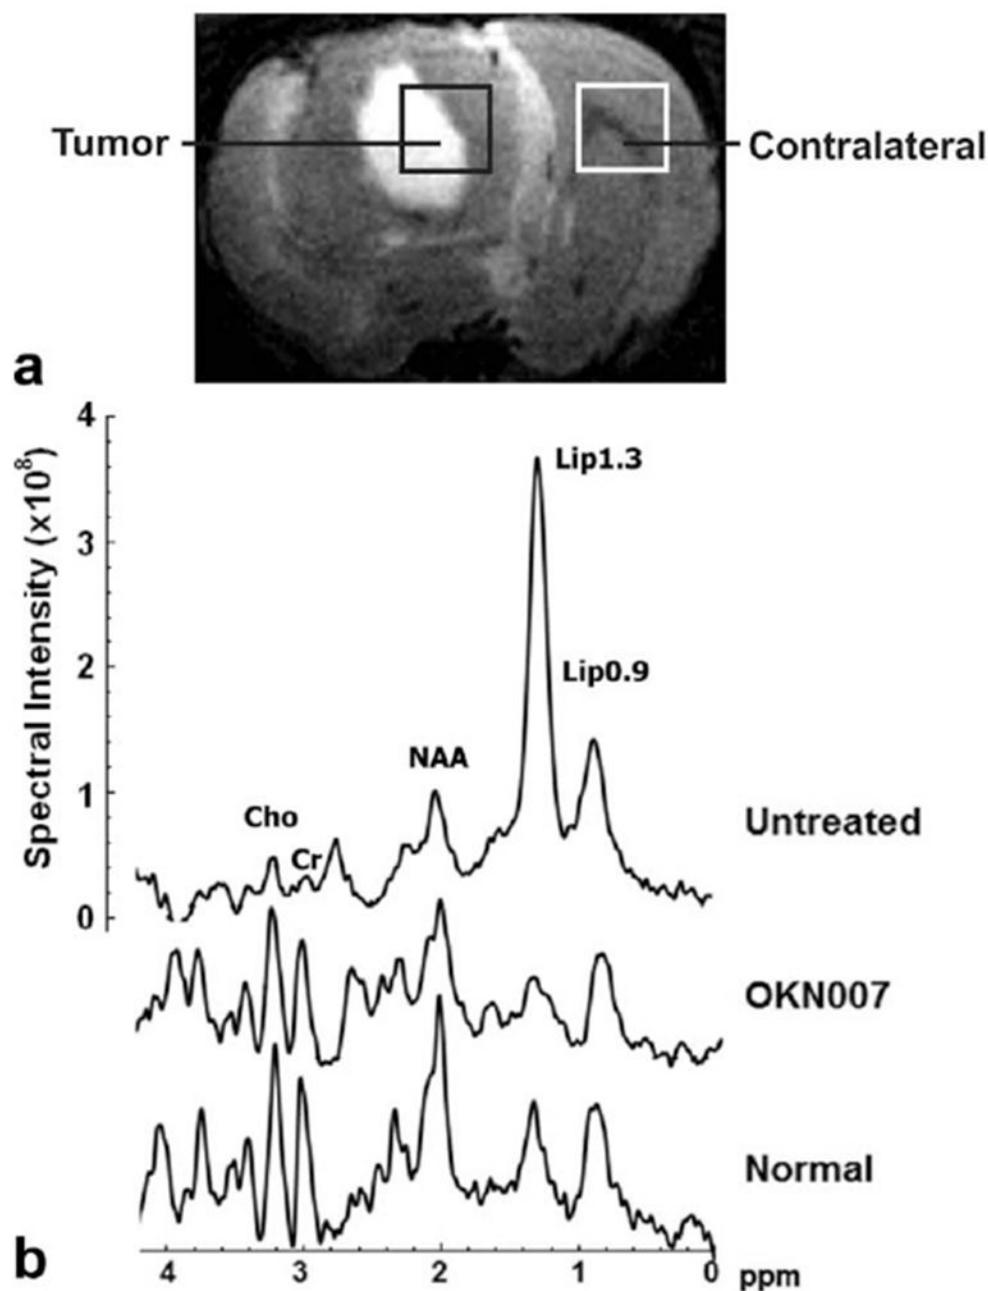 Tumor
Contralateral
a
4
3
2
1
0
Spectral Intensity (x10⁸)
Lip1.3
Lip0.9
NAA
Cho
Cr
Untreated
OKN007
Normal
b
4 3 2 1 0 ppm